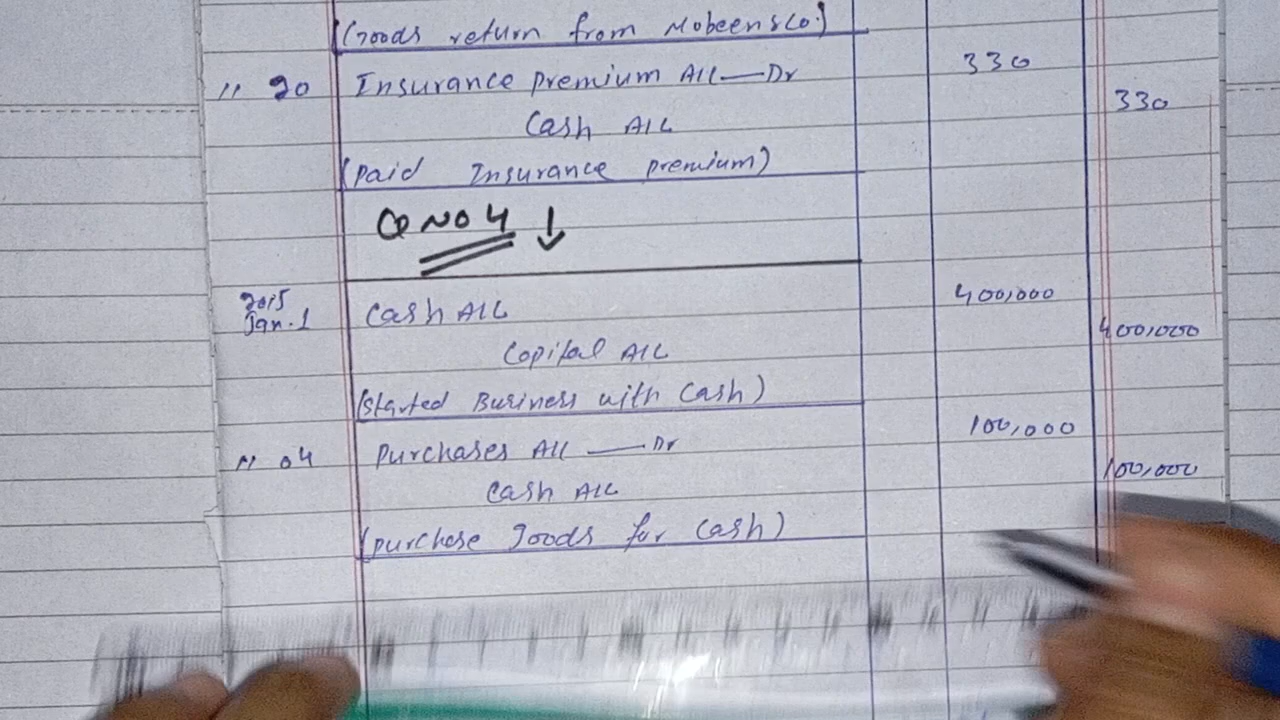 (Goods return from Mobeen & Co.)
" 20 Insurance premium A/C — Dr 330
Cash A/C 330
(Paid Insurance premium)
Q No 4 ↓
2015
Jan. 1 Cash A/C 400,000
Capital A/C 400,000
(Started Business with Cash)
" 04 Purchases A/C — Dr 100,000
Cash A/C 100,000
(purchase goods for Cash)